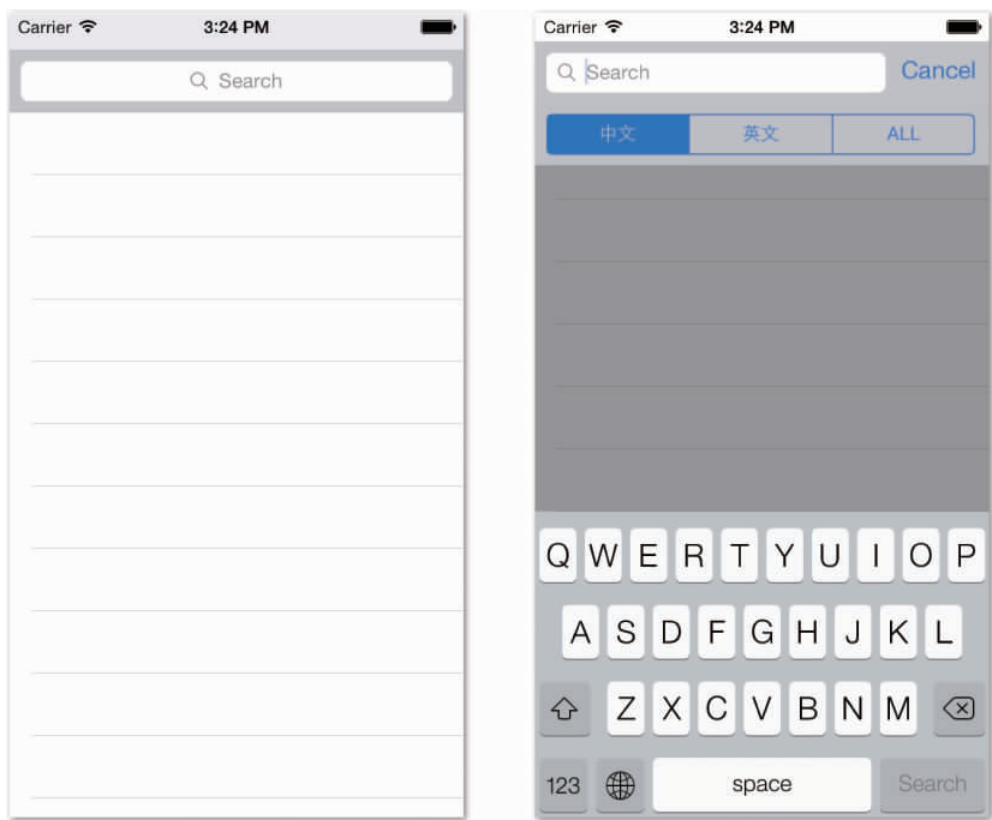 Carrier 3:24 PM
Search
Carrier 3:24 PM
Search Cancel
中文 英文 ALL
Q W E R T Y U I O P
A S D F G H J K L
Z X C V B N M
123 space Search